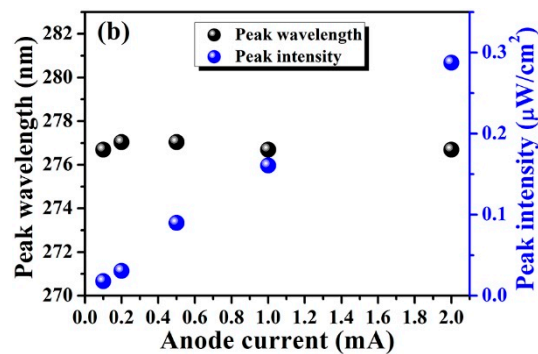 (b)
Peak wavelength
Peak intensity
Peak wavelength (nm)
282
280
278
276
274
272
270
0.0 0.2 0.4 0.6 0.8 1.0 1.2 1.4 1.6 1.8 2.0
Anode current (mA)
0.3
0.2
0.1
0.0
Peak intensity (μW/cm²)